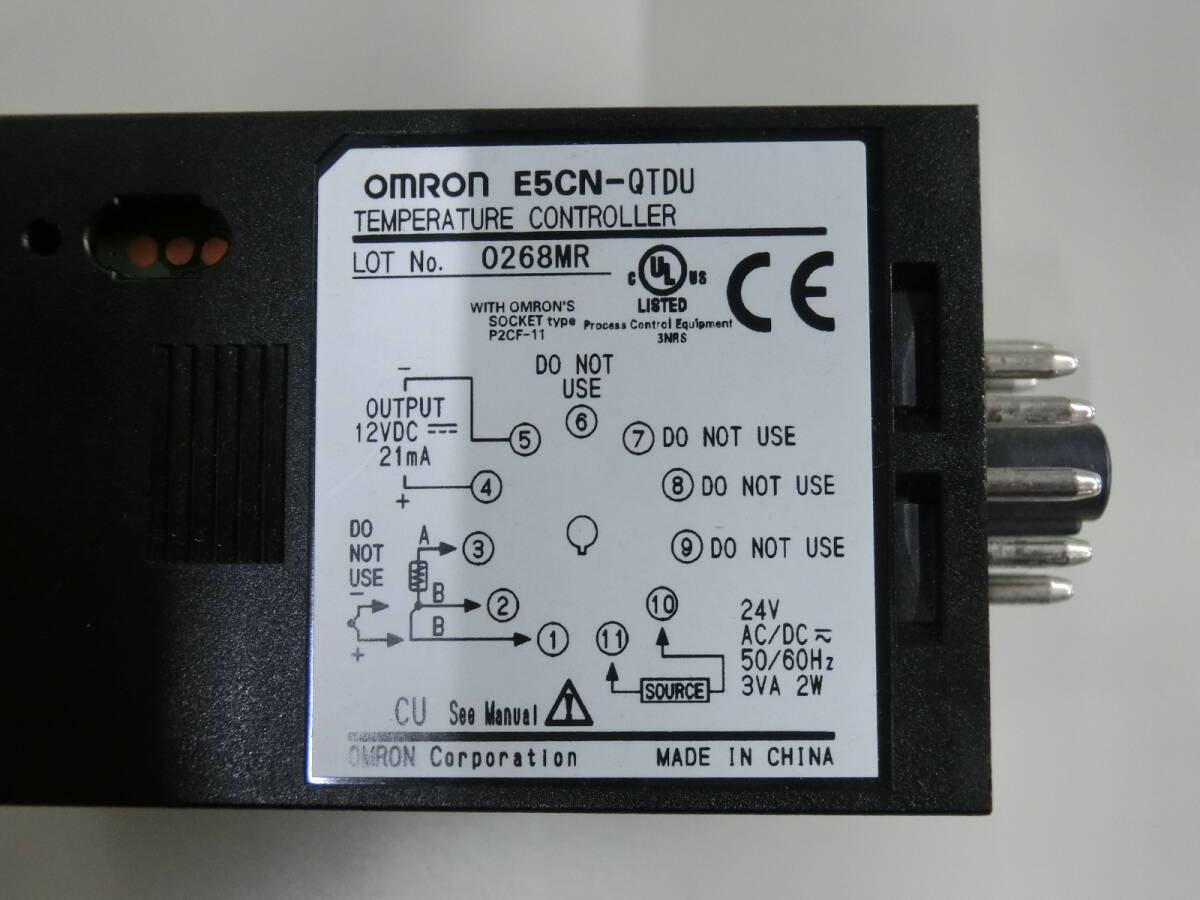 OMRON E5CN-QTDU
TEMPERATURE CONTROLLER
LOT No. 0268MR
C UL US
LISTED
Process Control Equipment
3NRS
CE
WITH OMRON'S
SOCKET type
P2CF-11
DO NOT
USE
6
−
OUTPUT
12VDC
21mA
+
5
4
7 DO NOT USE
8 DO NOT USE
9 DO NOT USE
DO
NOT
USE
−
+
A 3
B 2
B 1
11
10
SOURCE
24V
AC/DC
50/60Hz
3VA 2W
CU See Manual
OMRON Corporation MADE IN CHINA